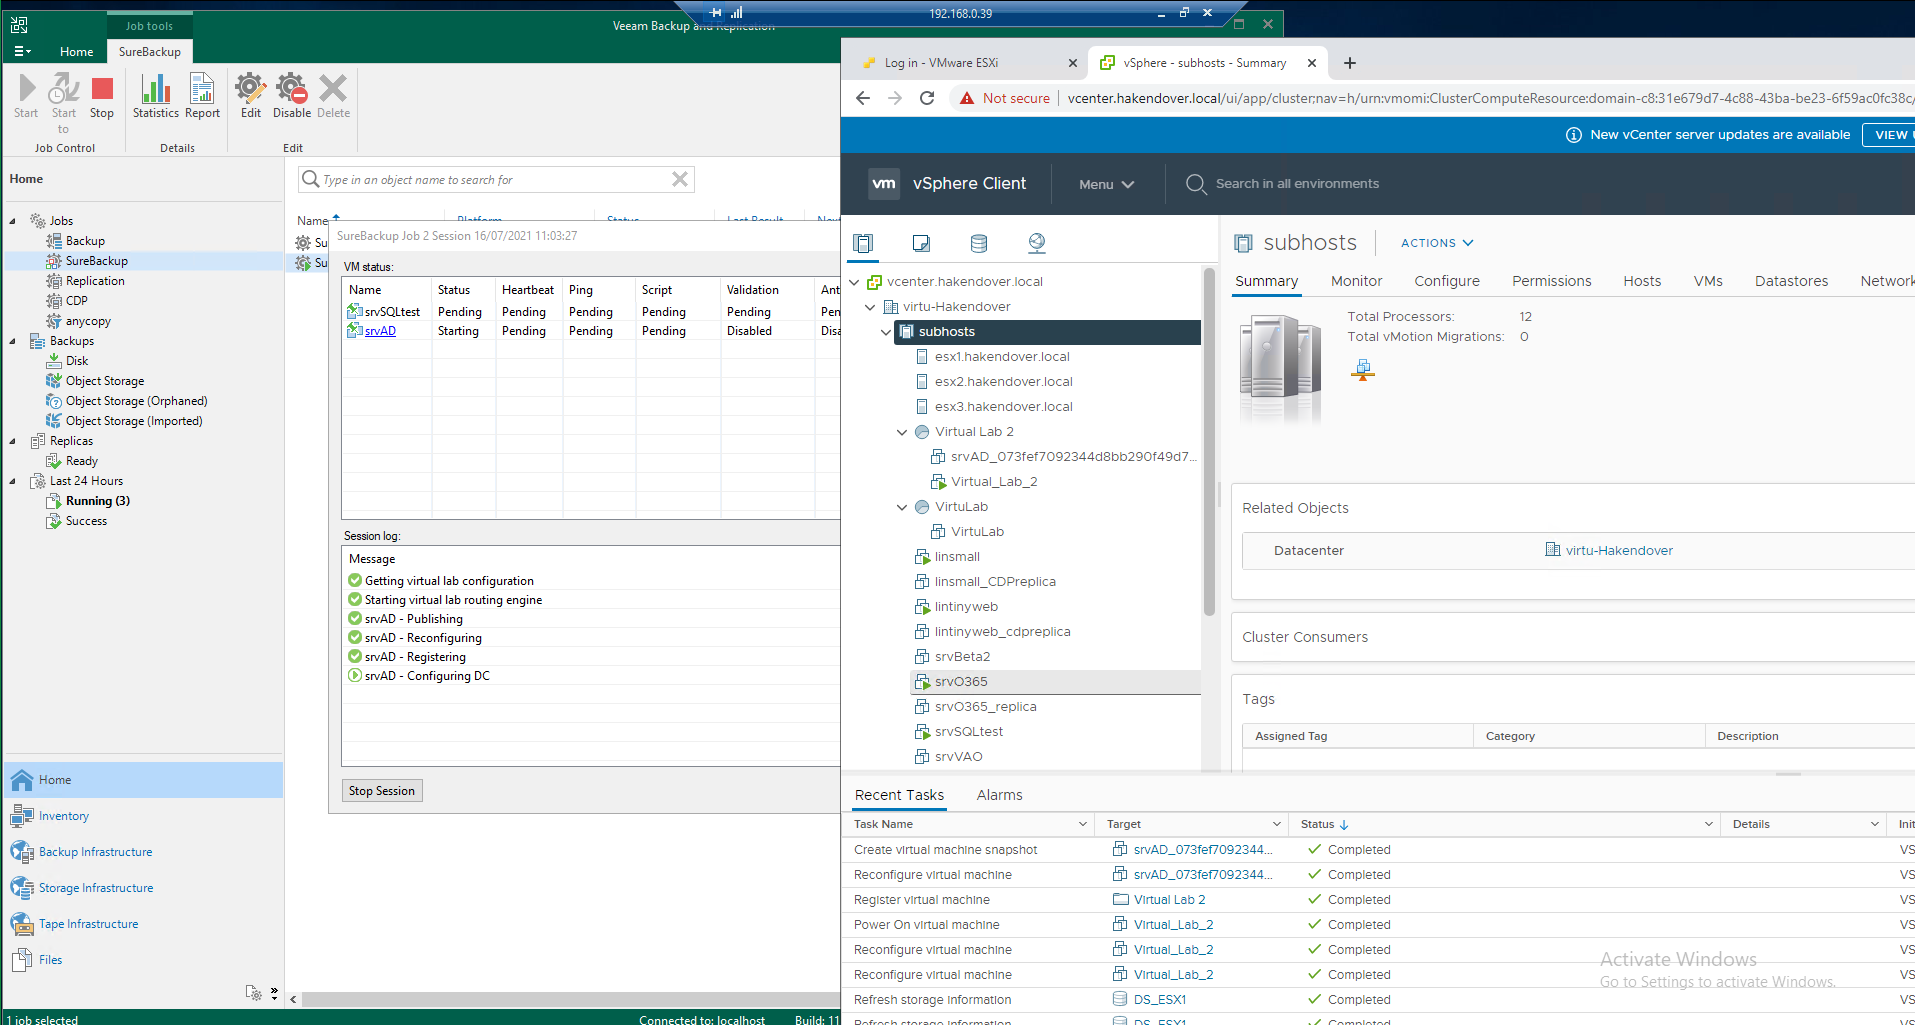 192.168.0.39
Job tools
Veeam Backup and Replication
Home
SureBackup
Start
Start to
Stop
Statistics
Report
Edit
Disable
Delete
Job Control
Details
Edit
Home
Jobs
Backup
SureBackup
Replication
CDP
anycopy
Backups
Disk
Object Storage
Object Storage (Orphaned)
Object Storage (Imported)
Replicas
Ready
Last 24 Hours
Running (3)
Success
Home
Inventory
Backup Infrastructure
Storage Infrastructure
Tape Infrastructure
Files
1 job selected
Connected to: localhost
Build: 11
Type in an object name to search for
Name Platform Status Last Result Next
Su
Su
SureBackup Job 2 Session 16/07/2021 11:03:27
VM status:
Name Status Heartbeat Ping Script Validation Ant
srvSQLtest Pending Pending Pending Pending Pending Pen
srvAD Starting Pending Pending Pending Disabled Disa
Session log:
Message
Getting virtual lab configuration
Starting virtual lab routing engine
srvAD - Publishing
srvAD - Reconfiguring
srvAD - Registering
srvAD - Configuring DC
Stop Session
Log in - VMware ESXi
vSphere - subhosts - Summary
Not secure
vcenter.hakendover.local/ui/app/cluster;nav=h/urn:vmomi:ClusterComputeResource:domain-c8:31e679d7-4c88-43ba-be23-6f59ac0fc38c/
New vCenter server updates are available
VIEW U
vm vSphere Client
Menu
Search in all environments
vcenter.hakendover.local
virtu-Hakendover
subhosts
esx1.hakendover.local
esx2.hakendover.local
esx3.hakendover.local
Virtual Lab 2
srvAD_073fef7092344d8bb290f49d7...
Virtual_Lab_2
VirtuLab
VirtuLab
linsmall
linsmall_CDPreplica
lintinyweb
lintinyweb_cdpreplica
srvBeta2
srvO365
srvO365_replica
srvSQLtest
srvVAO
subhosts
ACTIONS
Summary Monitor Configure Permissions Hosts VMs Datastores Network
Total Processors: 12
Total vMotion Migrations: 0
Related Objects
Datacenter virtu-Hakendover
Cluster Consumers
Tags
Assigned Tag Category Description
Recent Tasks Alarms
Task Name Target Status Details Init
Create virtual machine snapshot srvAD_073fef7092344... Completed VS
Reconfigure virtual machine srvAD_073fef7092344... Completed VS
Register virtual machine Virtual Lab 2 Completed VS
Power On virtual machine Virtual_Lab_2 Completed VS
Reconfigure virtual machine Virtual_Lab_2 Completed VS
Reconfigure virtual machine Virtual_Lab_2 Completed VS
Refresh storage information DS_ESX1 Completed VS
Refresh storage information DS_ESX1 Completed VS
Activate Windows
Go to Settings to activate Windows.